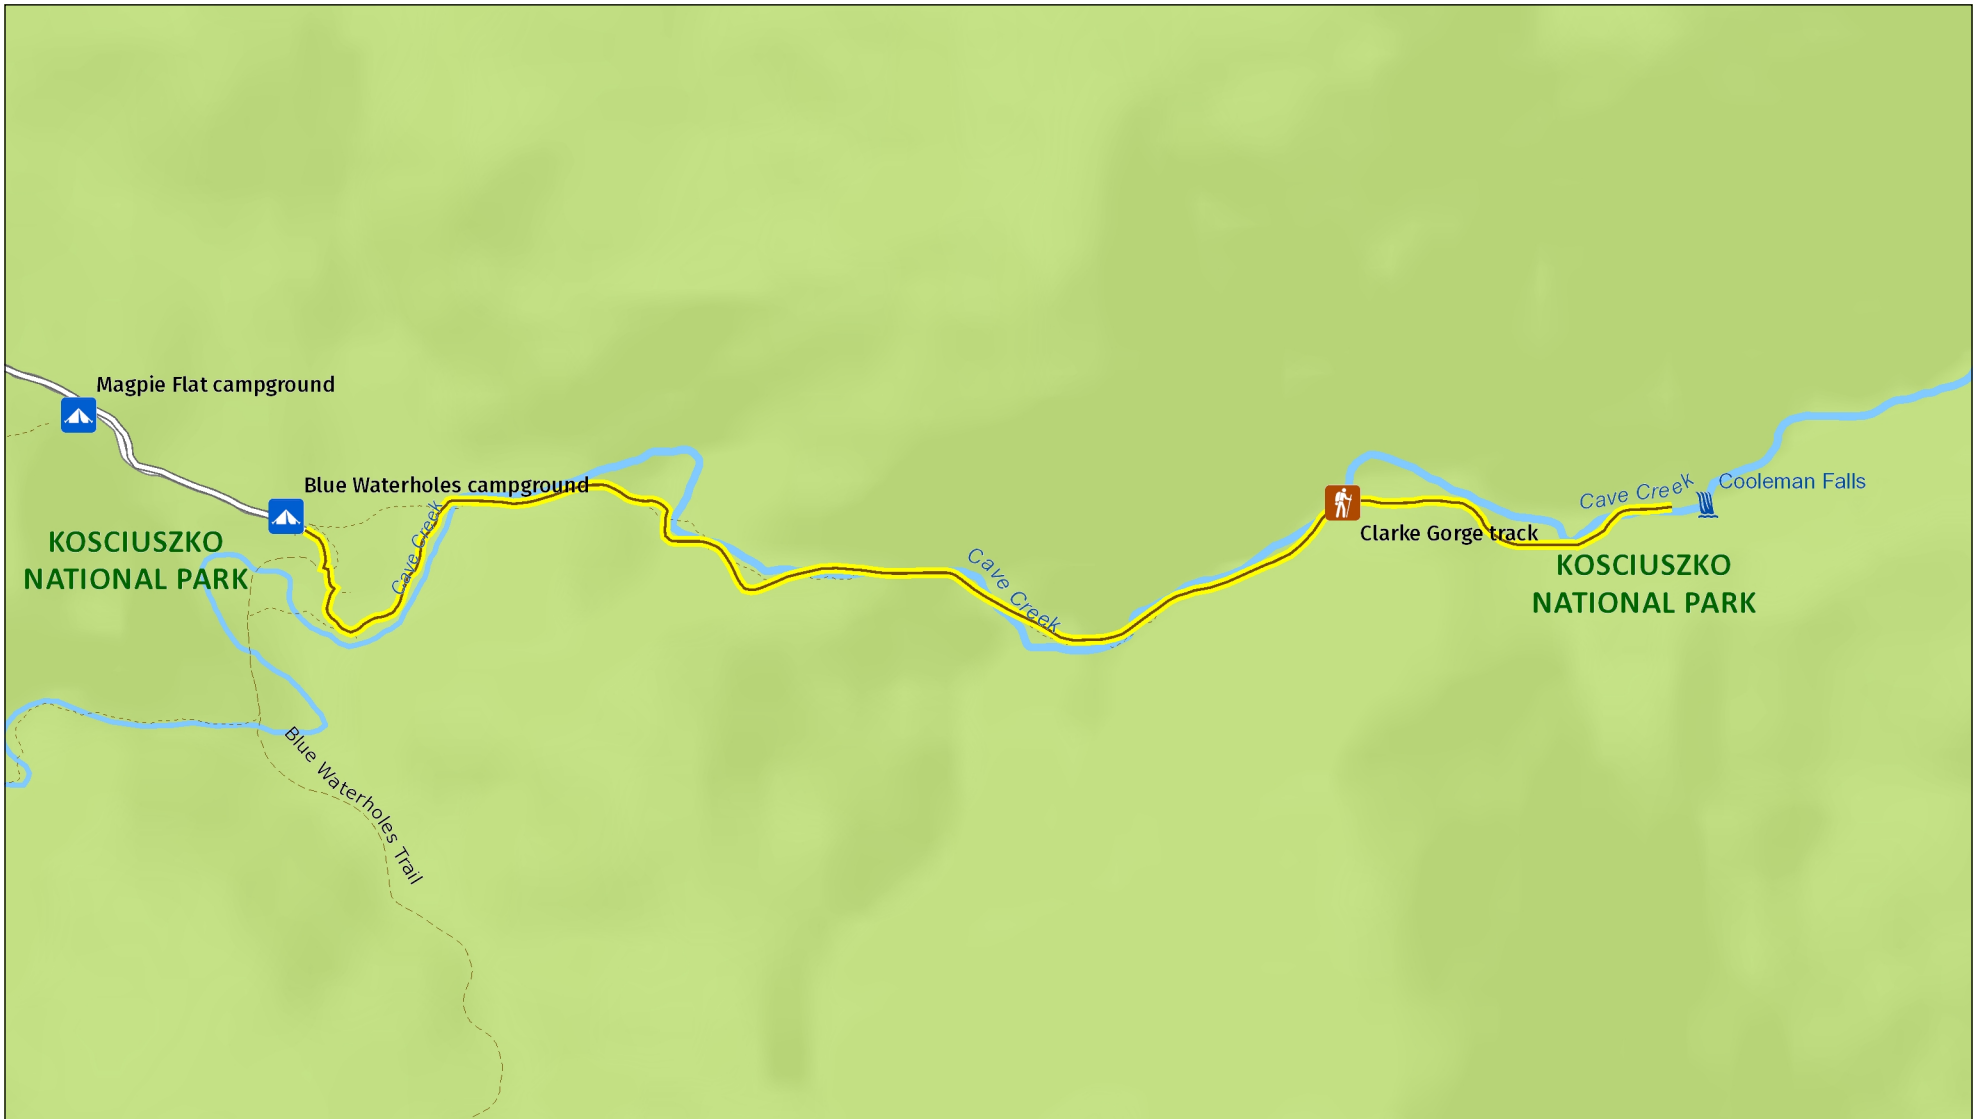 Magpie Flat campground
Blue Waterholes campground
Cave Creek
Cooleman Falls
Cave Creek
Clarke Gorge track
KOSCIUSZKO
NATIONAL PARK
Cave Creek
KOSCIUSZKO
NATIONAL PARK
Blue Waterholes Trail